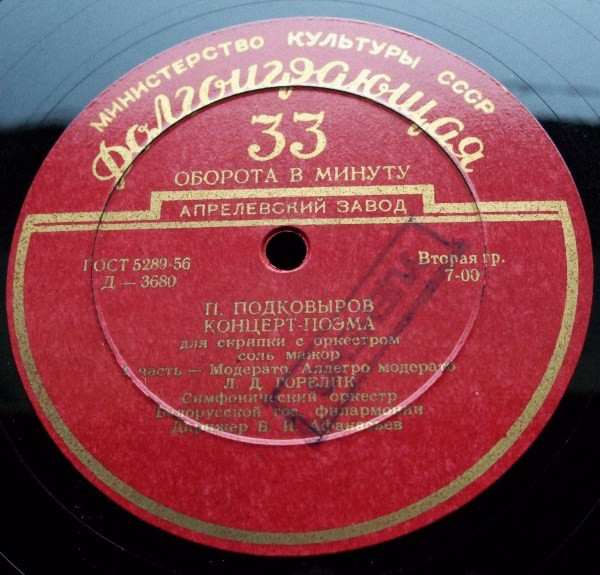 МИНИСТЕРСТВО КУЛЬТУРЫ СССР
Долгоиграющая
33
ОБОРОТА В МИНУТУ
АПРЕЛЕВСКИЙ ЗАВОД
ГОСТ 5289-56
Д — 3680
Вторая гр.
7-00
П. ПОДКОВЫРОВ
КОНЦЕРТ-ПОЭМА
для скрипки с оркестром
соль мажор
часть — Модерато. Аллегро модерато
Л. Д. ГОРЕЛИК
Симфонический оркестр
Белорусской гос. филармонии
Дирижер В. И. Афанасьев